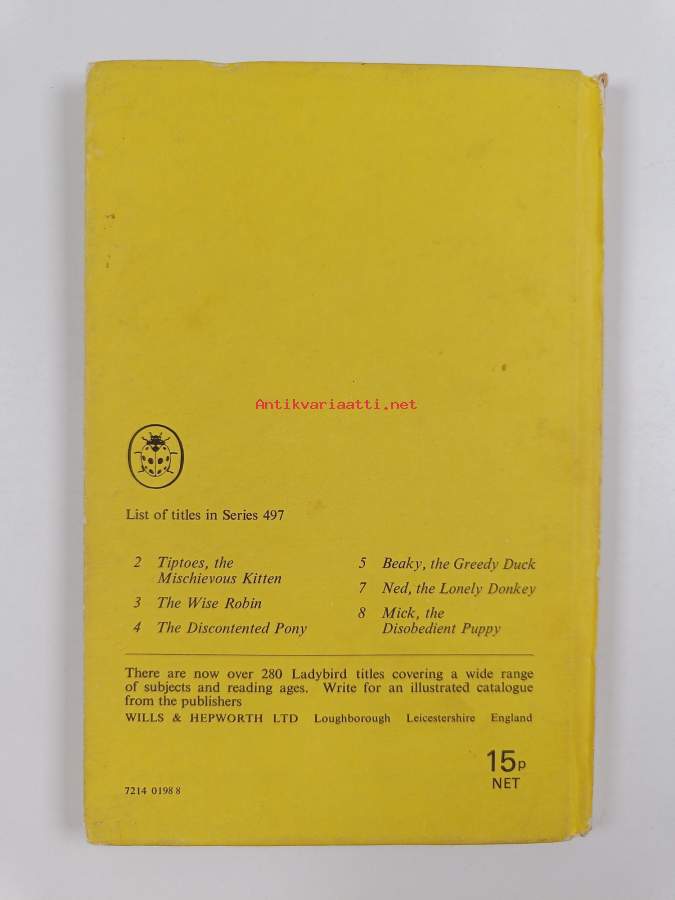 Antikvariaatti.net
List of titles in Series 497
2 Tiptoes, the
Mischievous Kitten
3 The Wise Robin
4 The Discontented Pony
5 Beaky, the Greedy Duck
7 Ned, the Lonely Donkey
8 Mick, the
Disobedient Puppy
There are now over 280 Ladybird titles covering a wide range
of subjects and reading ages. Write for an illustrated catalogue
from the publishers
WILLS & HEPWORTH LTD Loughborough Leicestershire England
15p
NET
7214 0198 8